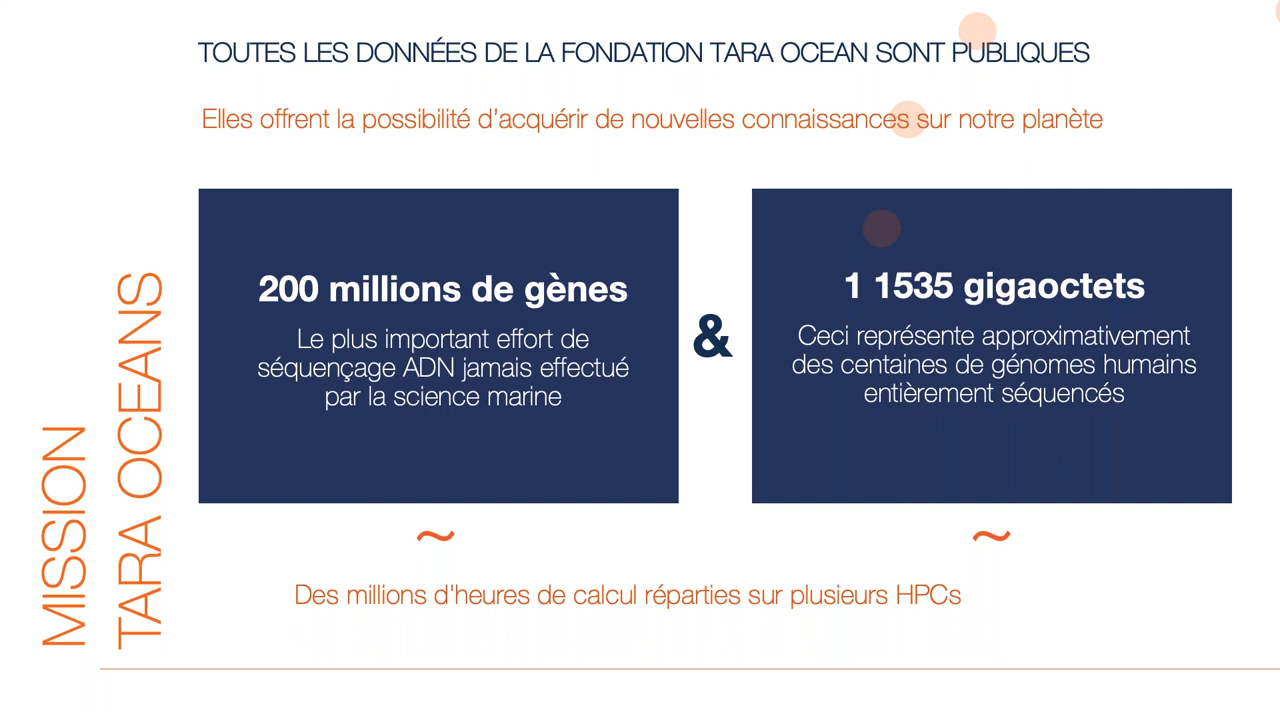 TOUTES LES DONNÉES DE LA FONDATION TARA OCEAN SONT PUBLIQUES
Elles offrent la possibilité d'acquérir de nouvelles connaissances sur notre planète
200 millions de gènes
Le plus important effort de
séquençage ADN jamais effectué
par la science marine
&
1 1535 gigaoctets
Ceci représente approximativement
des centaines de génomes humains
entièrement séquencés
~
~
Des millions d'heures de calcul réparties sur plusieurs HPCs
MISSION
TARA OCEANS